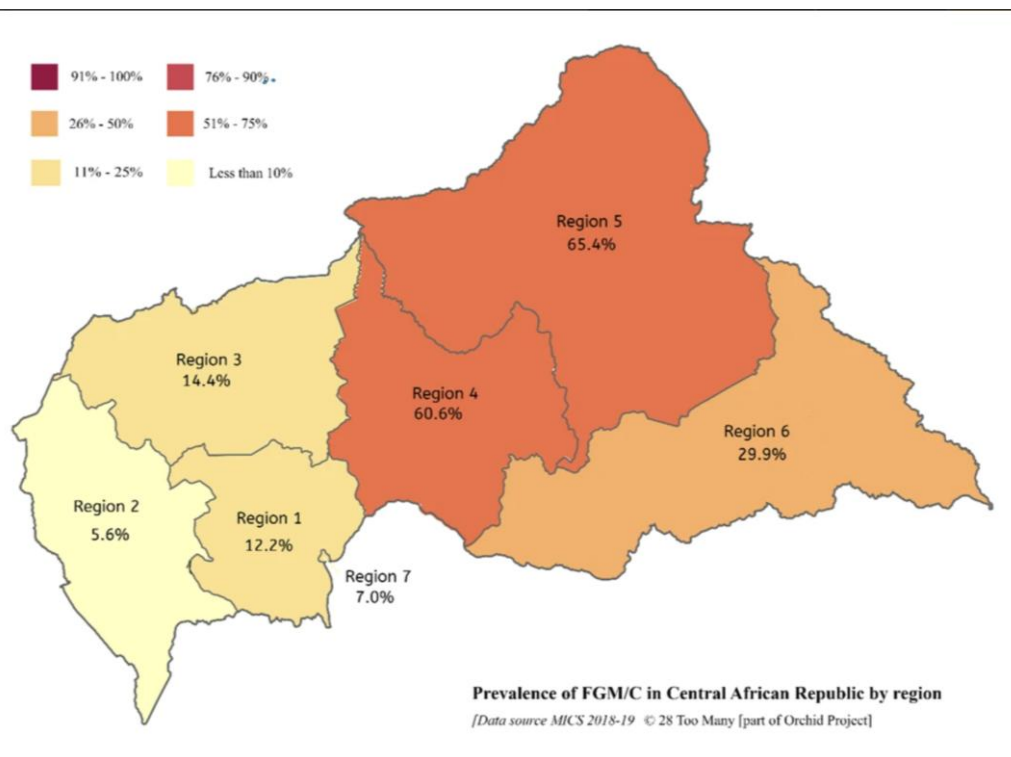 91% - 100%
76% - 90%
26% - 50%
51% - 75%
11% - 25%
Less than 10%
Region 5
65.4%
Region 3
14.4%
Region 4
60.6%
Region 6
29.9%
Region 2
5.6%
Region 1
12.2%
Region 7
7.0%
Prevalence of FGM/C in Central African Republic by region
[Data source MICS 2018-19 © 28 Too Many [part of Orchid Project]